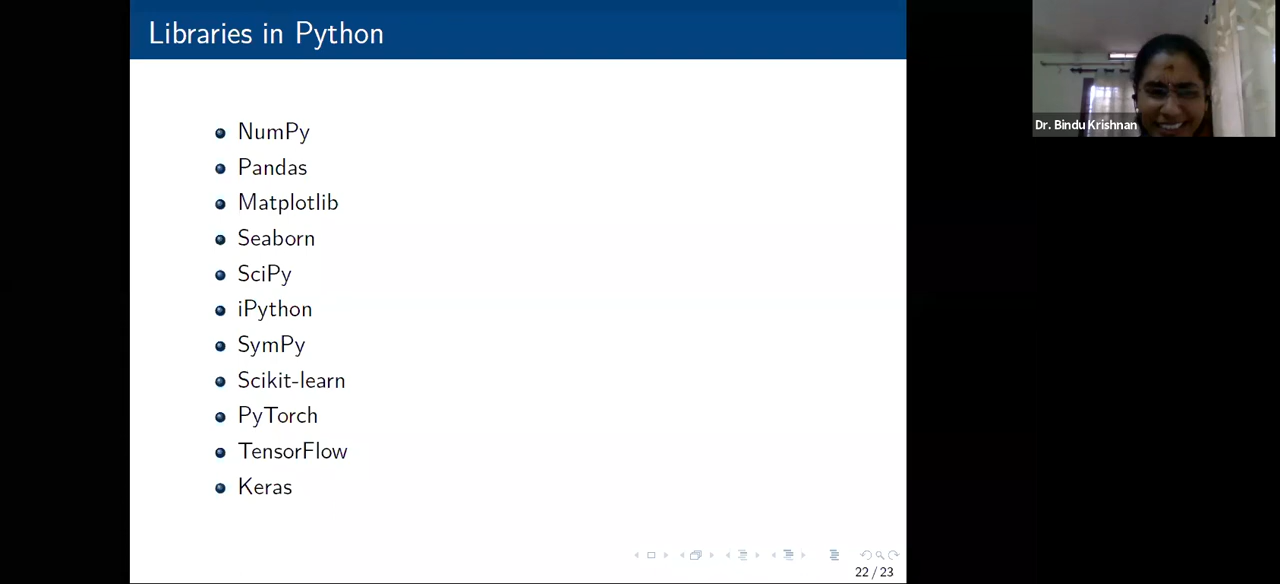 Libraries in Python
NumPy
Pandas
Matplotlib
Seaborn
SciPy
iPython
SymPy
Scikit-learn
PyTorch
TensorFlow
Keras
22 / 23
Dr. Bindu Krishnan